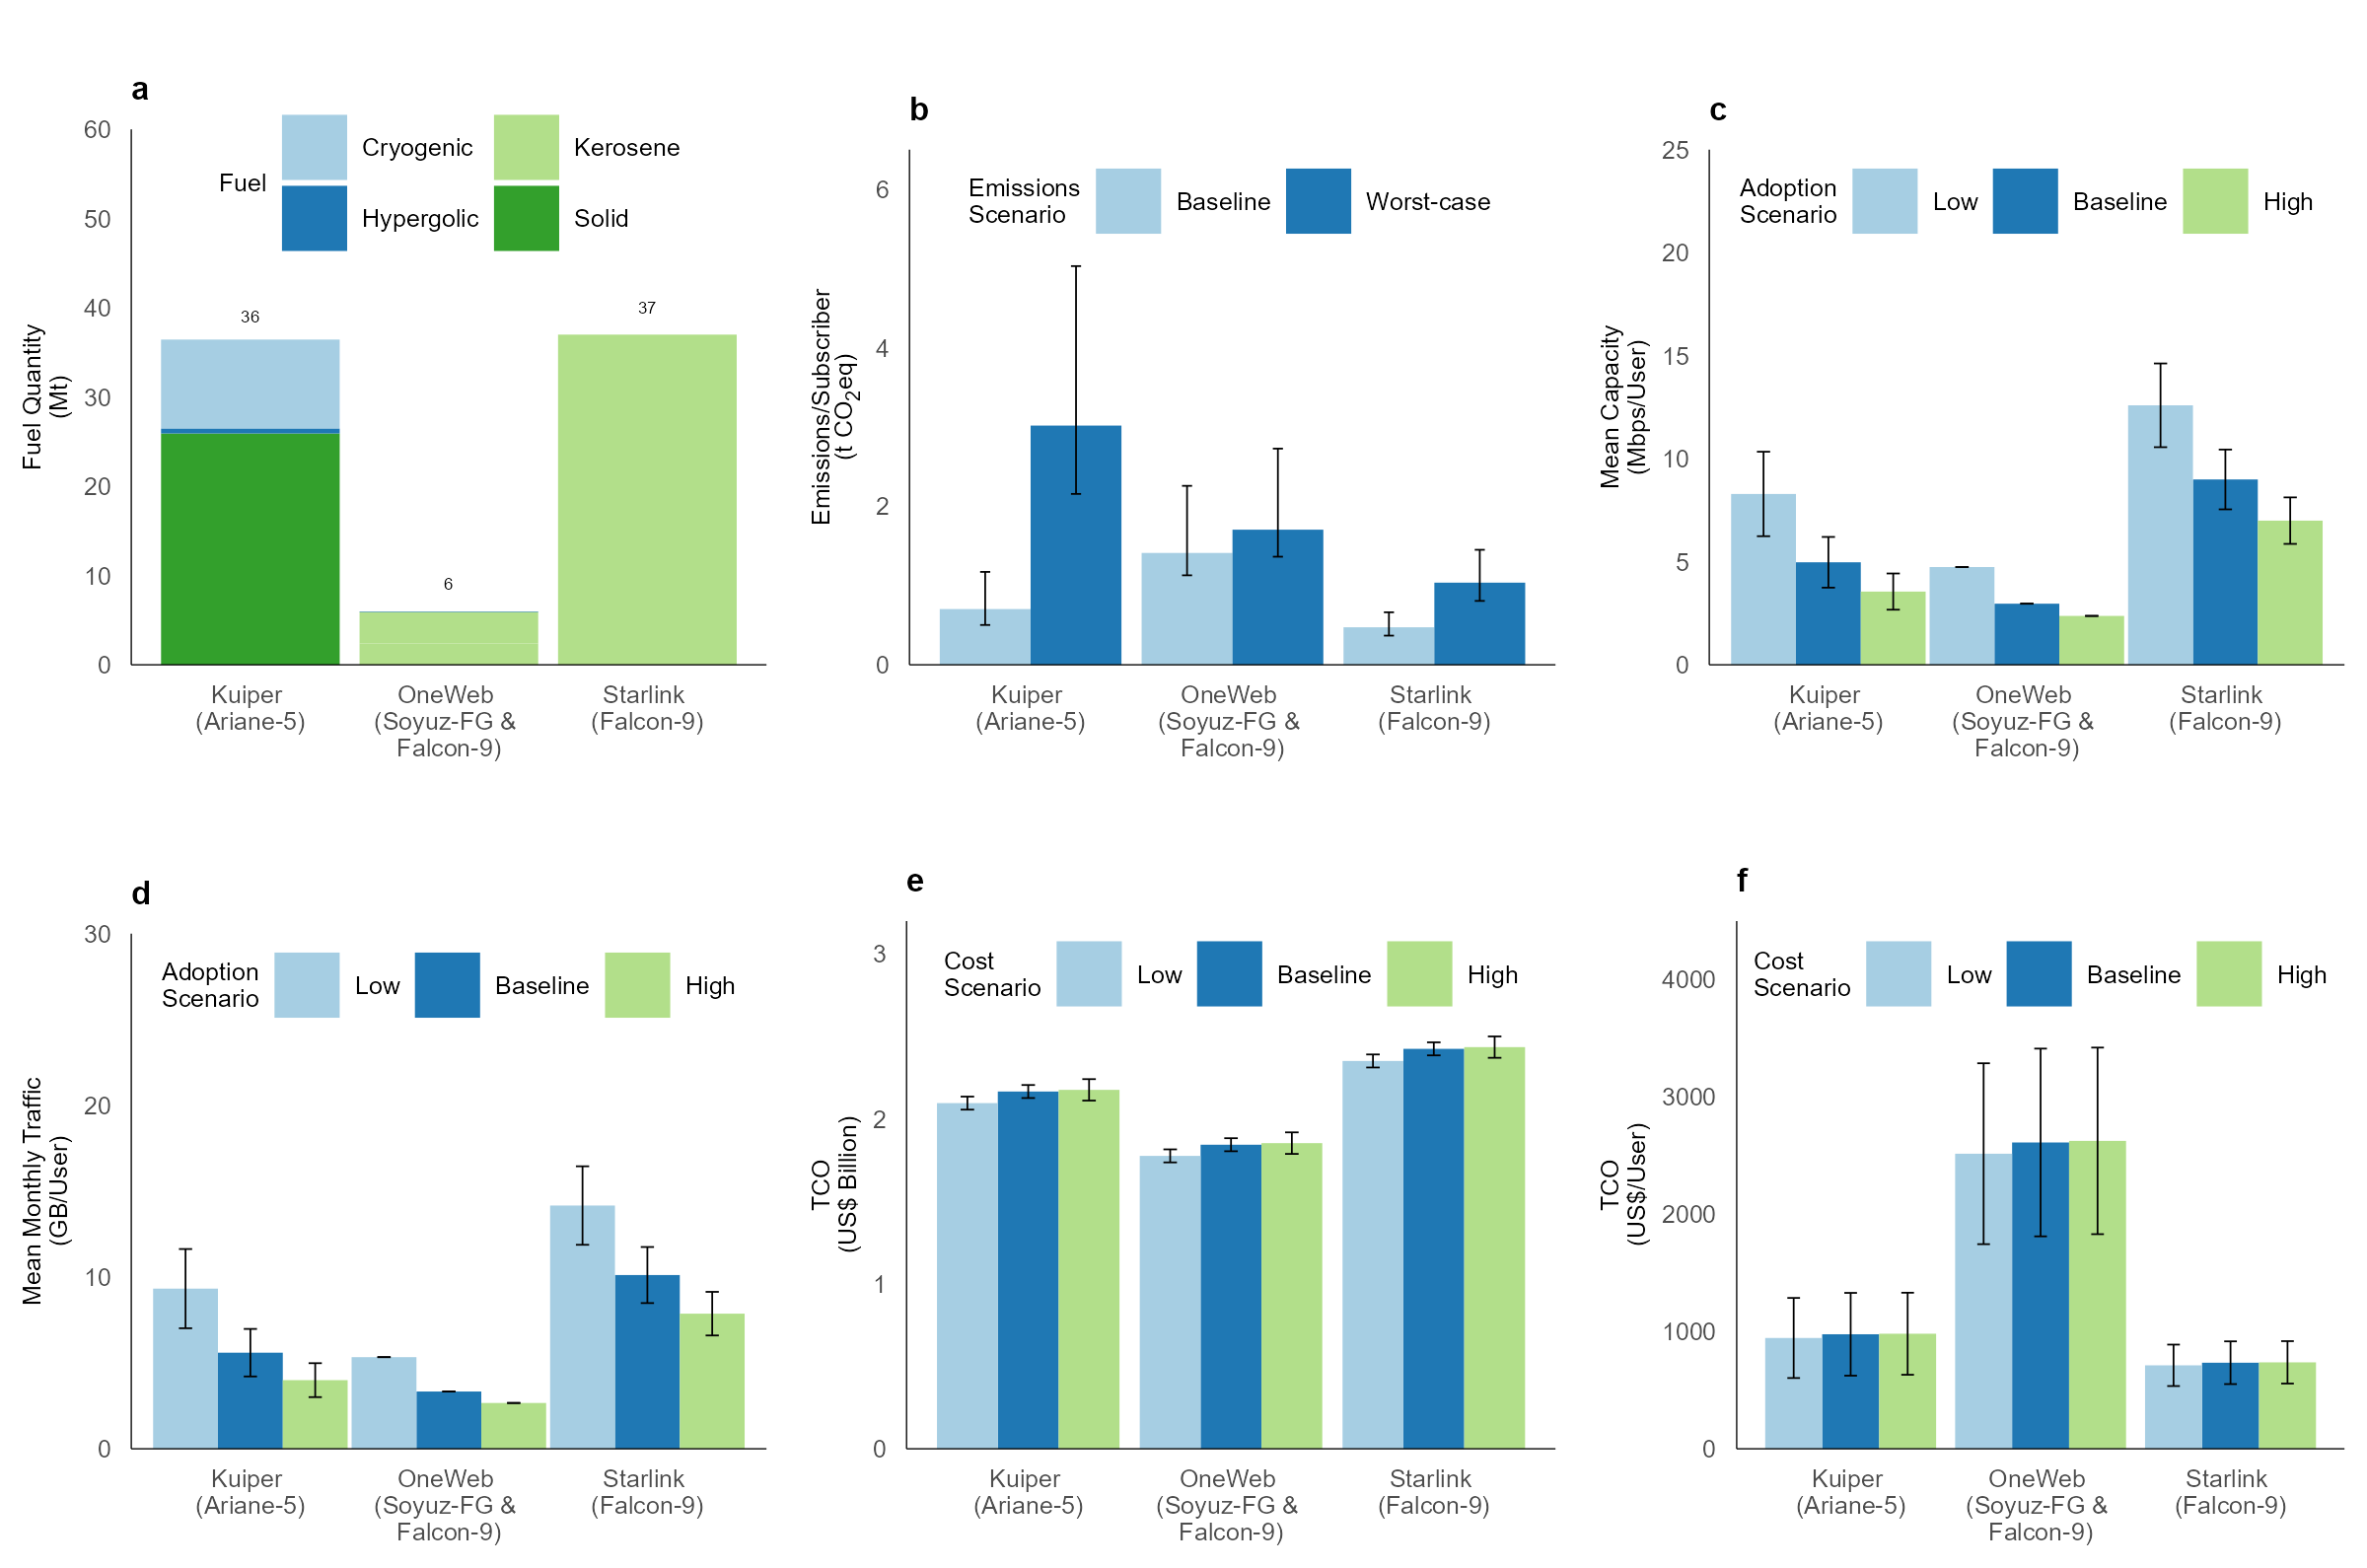 a
60
50
40
30
20
10
0
Fuel Quantity
(Mt)
Fuel
Cryogenic
Kerosene
Hypergolic
Solid
36
6
37
Kuiper
(Ariane-5)
OneWeb
(Soyuz-FG &
Falcon-9)
Starlink
(Falcon-9)
b
6
4
2
0
Emissions/Subscriber
(t CO2eq)
Emissions
Scenario
Baseline
Worst-case
Kuiper
(Ariane-5)
OneWeb
(Soyuz-FG &
Falcon-9)
Starlink
(Falcon-9)
c
25
20
15
10
5
0
Mean Capacity
(Mbps/User)
Adoption
Scenario
Low
Baseline
High
Kuiper
(Ariane-5)
OneWeb
(Soyuz-FG &
Falcon-9)
Starlink
(Falcon-9)
d
30
20
10
0
Mean Monthly Traffic
(GB/User)
Adoption
Scenario
Low
Baseline
High
Kuiper
(Ariane-5)
OneWeb
(Soyuz-FG &
Falcon-9)
Starlink
(Falcon-9)
e
3
2
1
0
TCO
(US$ Billion)
Cost
Scenario
Low
Baseline
High
Kuiper
(Ariane-5)
OneWeb
(Soyuz-FG &
Falcon-9)
Starlink
(Falcon-9)
f
4000
3000
2000
1000
0
TCO
(US$/User)
Cost
Scenario
Low
Baseline
High
Kuiper
(Ariane-5)
OneWeb
(Soyuz-FG &
Falcon-9)
Starlink
(Falcon-9)